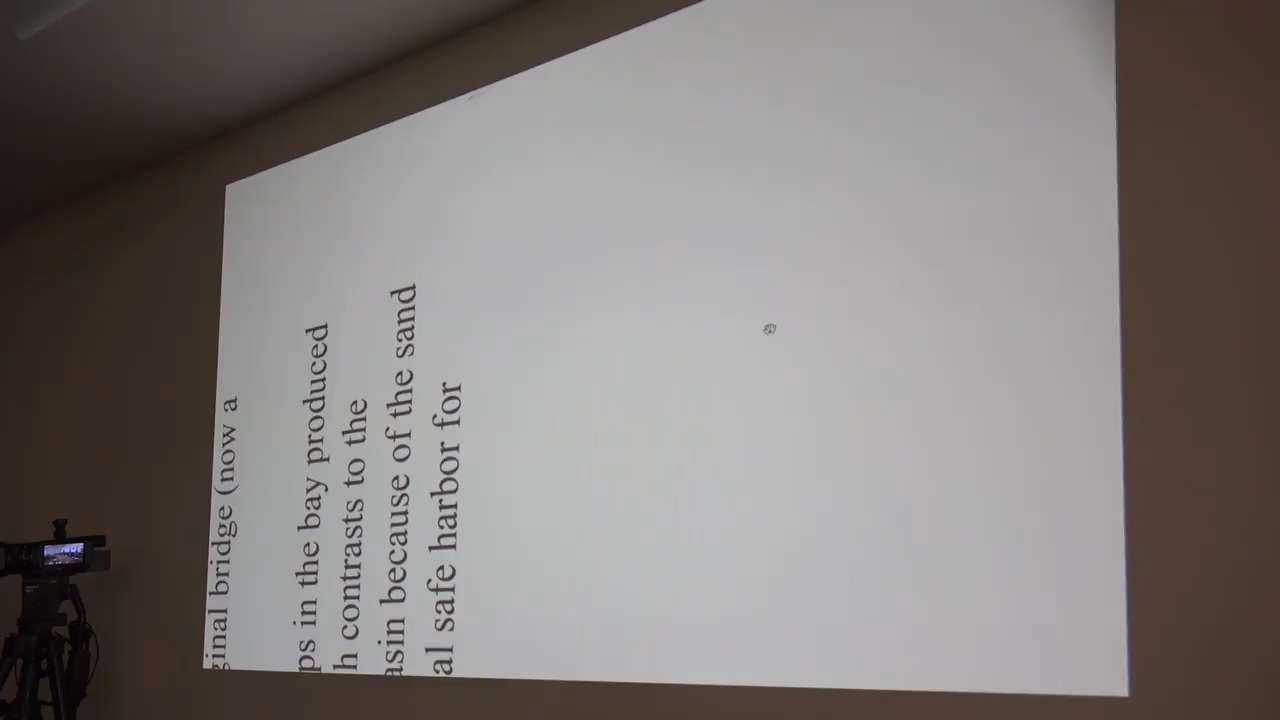 ginal bridge (now a
ps in the bay produced
h contrasts to the
asin because of the sand
al safe harbor for